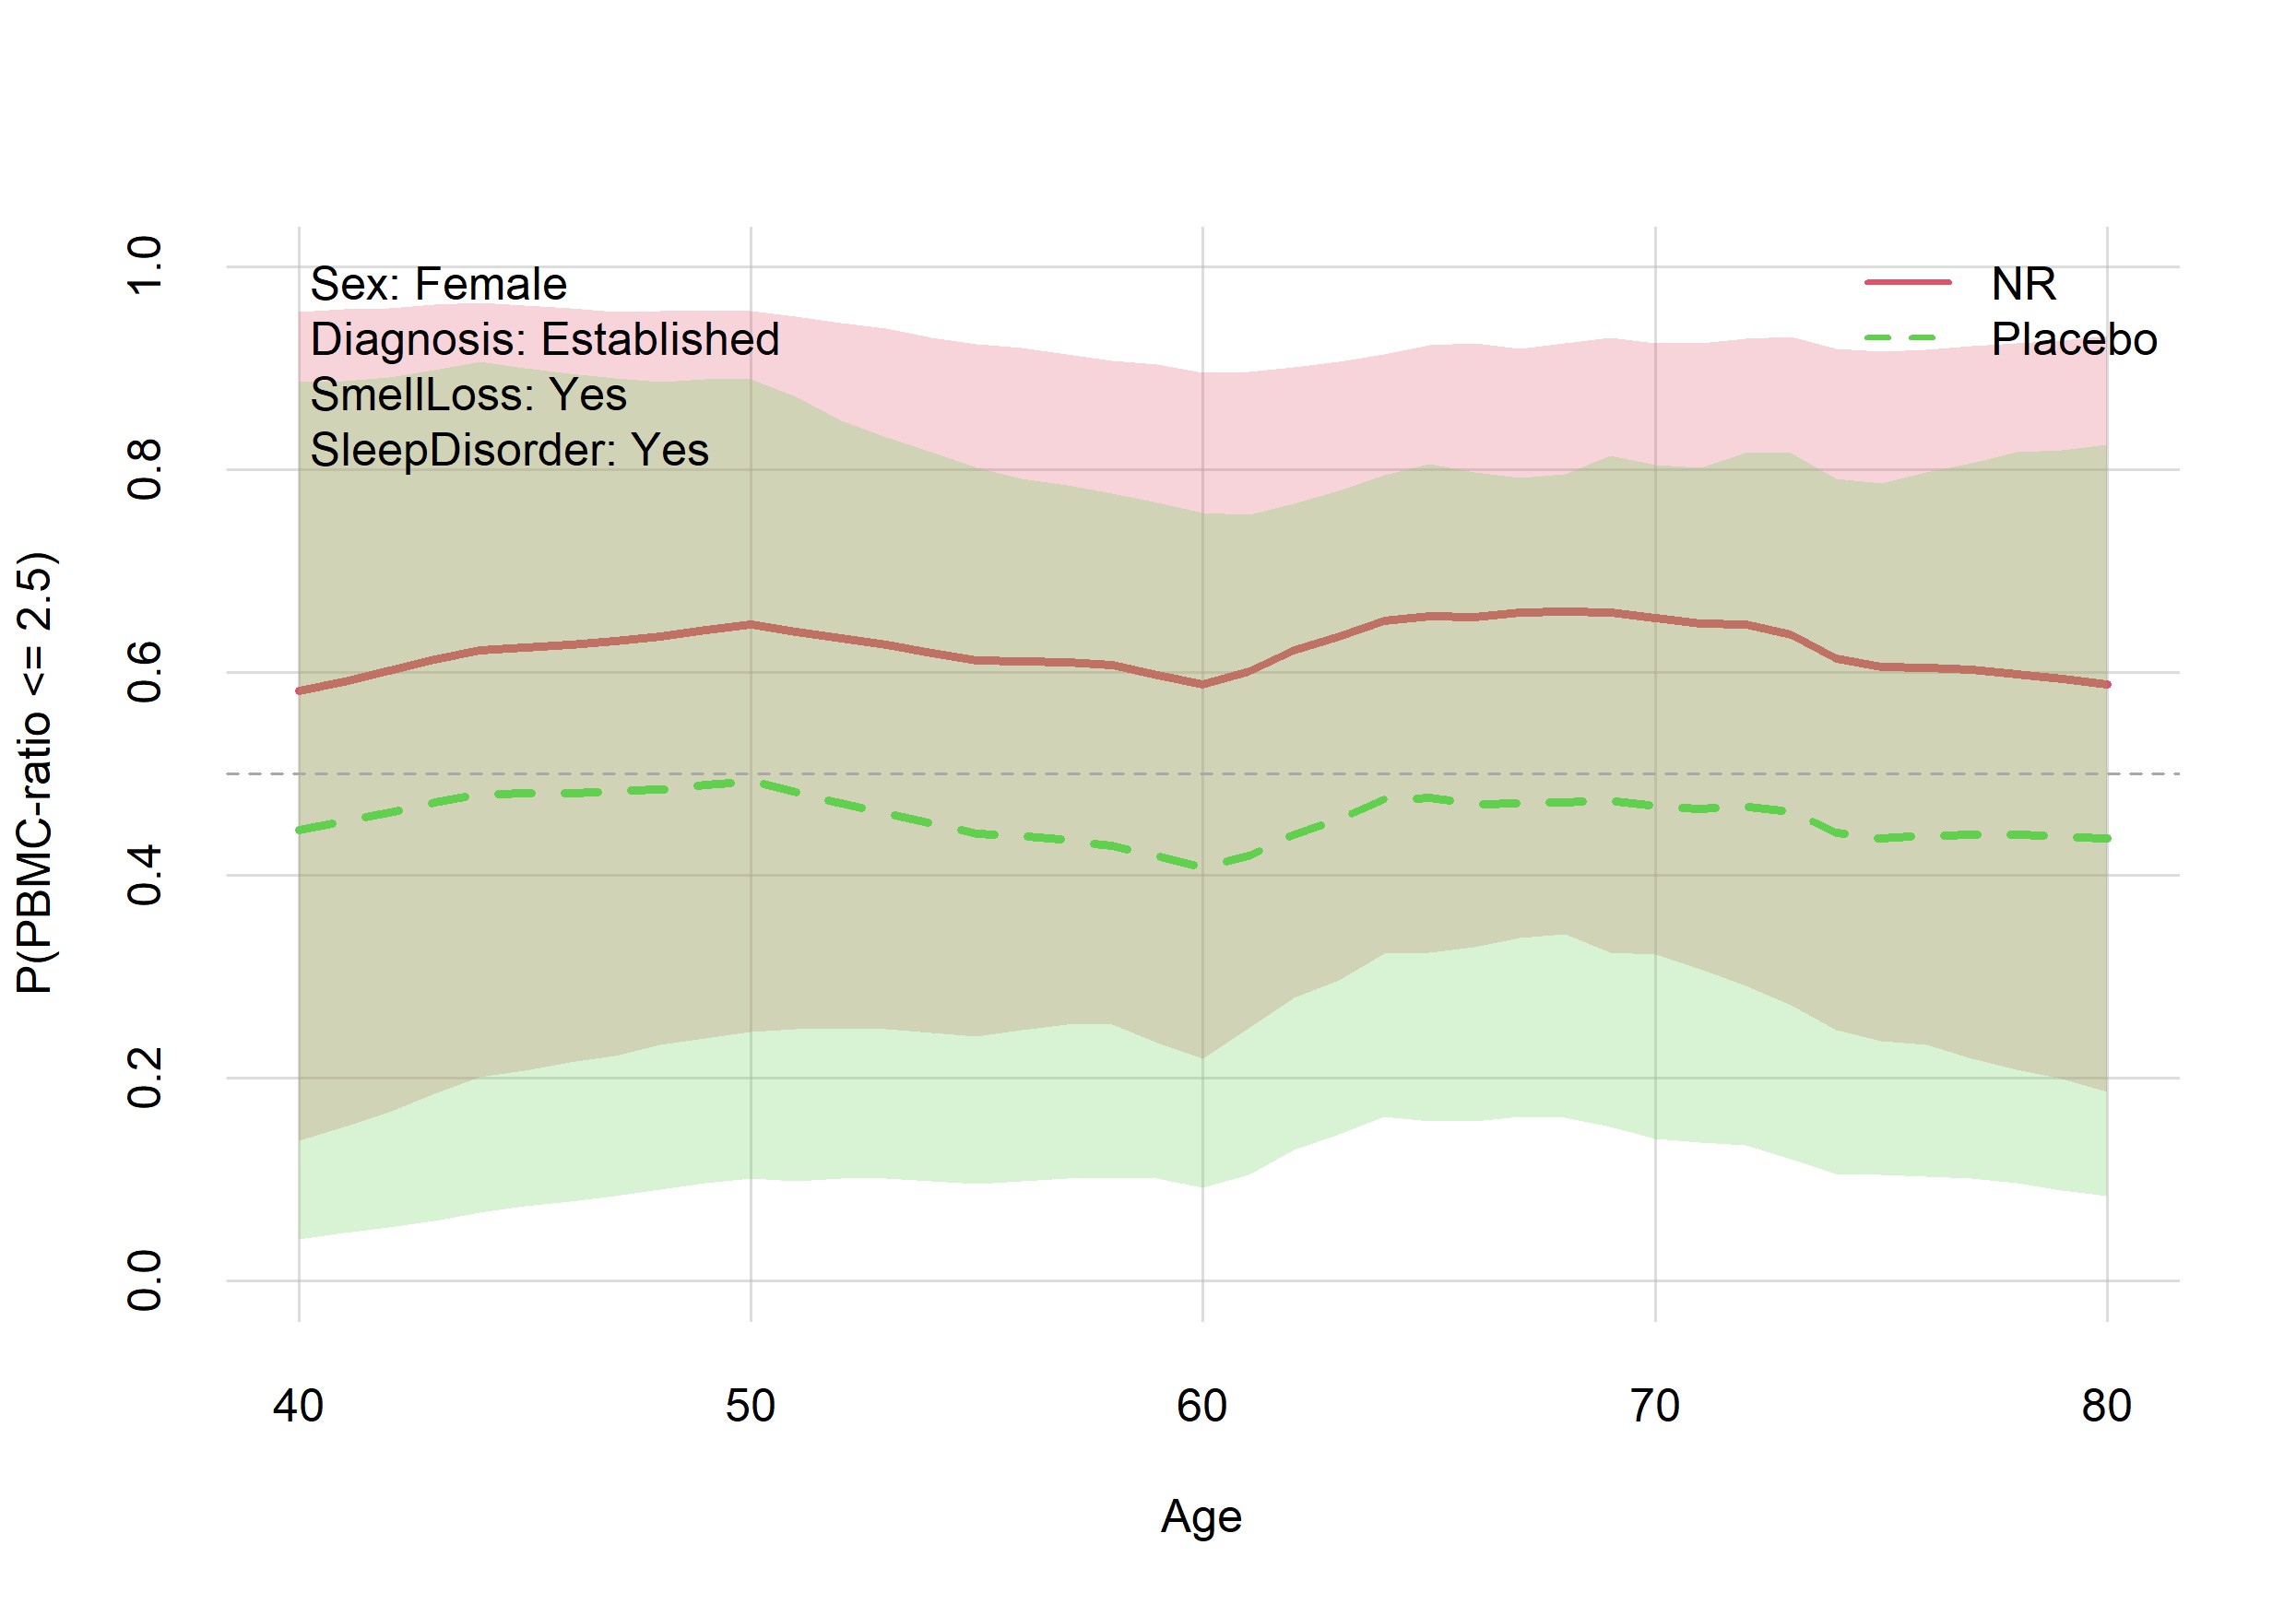 Sex: Female
Diagnosis: Established
SmellLoss: Yes
SleepDisorder: Yes
NR
Placebo
P(PBMC-ratio <= 2.5)
1.0
0.8
0.6
0.4
0.2
0.0
40 50 60 70 80
Age